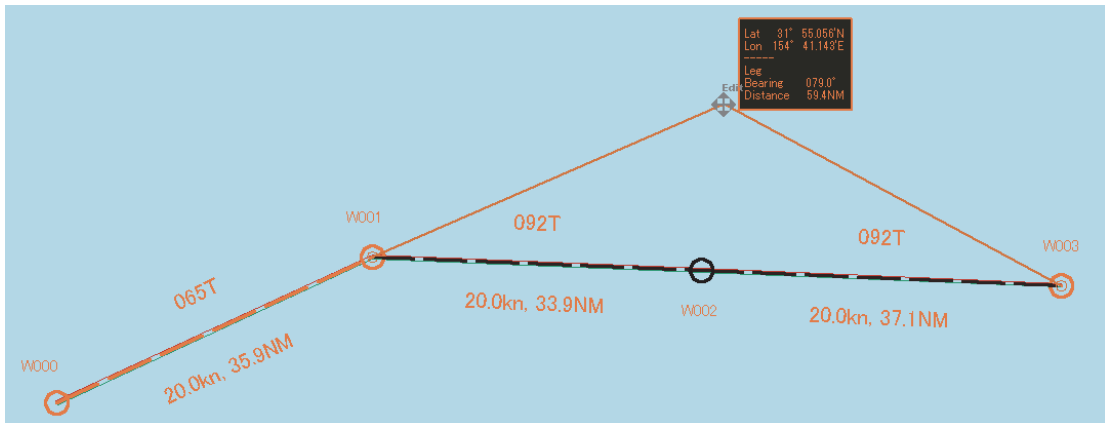 Lat 31° 55.056'N
Lon 154° 41.143'E
-----
Leg
Edit
Bearing 079.0°
Distance 59.4NM
W001
092T
092T
W003
065T
20.0kn, 33.9NM
W002
20.0kn, 37.1NM
W000
20.0kn, 35.9NM